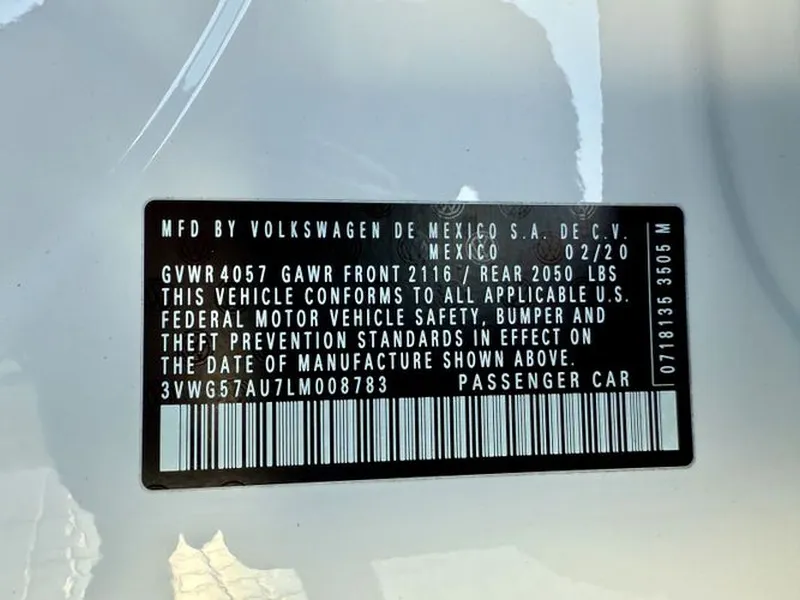 MFD BY VOLKSWAGEN DE MEXICO S.A. DE C.V.
MEXICO 02/20
GVWR 4057 GAWR FRONT 2116 / REAR 2050 LBS
THIS VEHICLE CONFORMS TO ALL APPLICABLE U.S.
FEDERAL MOTOR VEHICLE SAFETY, BUMPER AND
THEFT PREVENTION STANDARDS IN EFFECT ON
THE DATE OF MANUFACTURE SHOWN ABOVE.
3VWG57AU7LM008783 PASSENGER CAR
0718135 3505 M